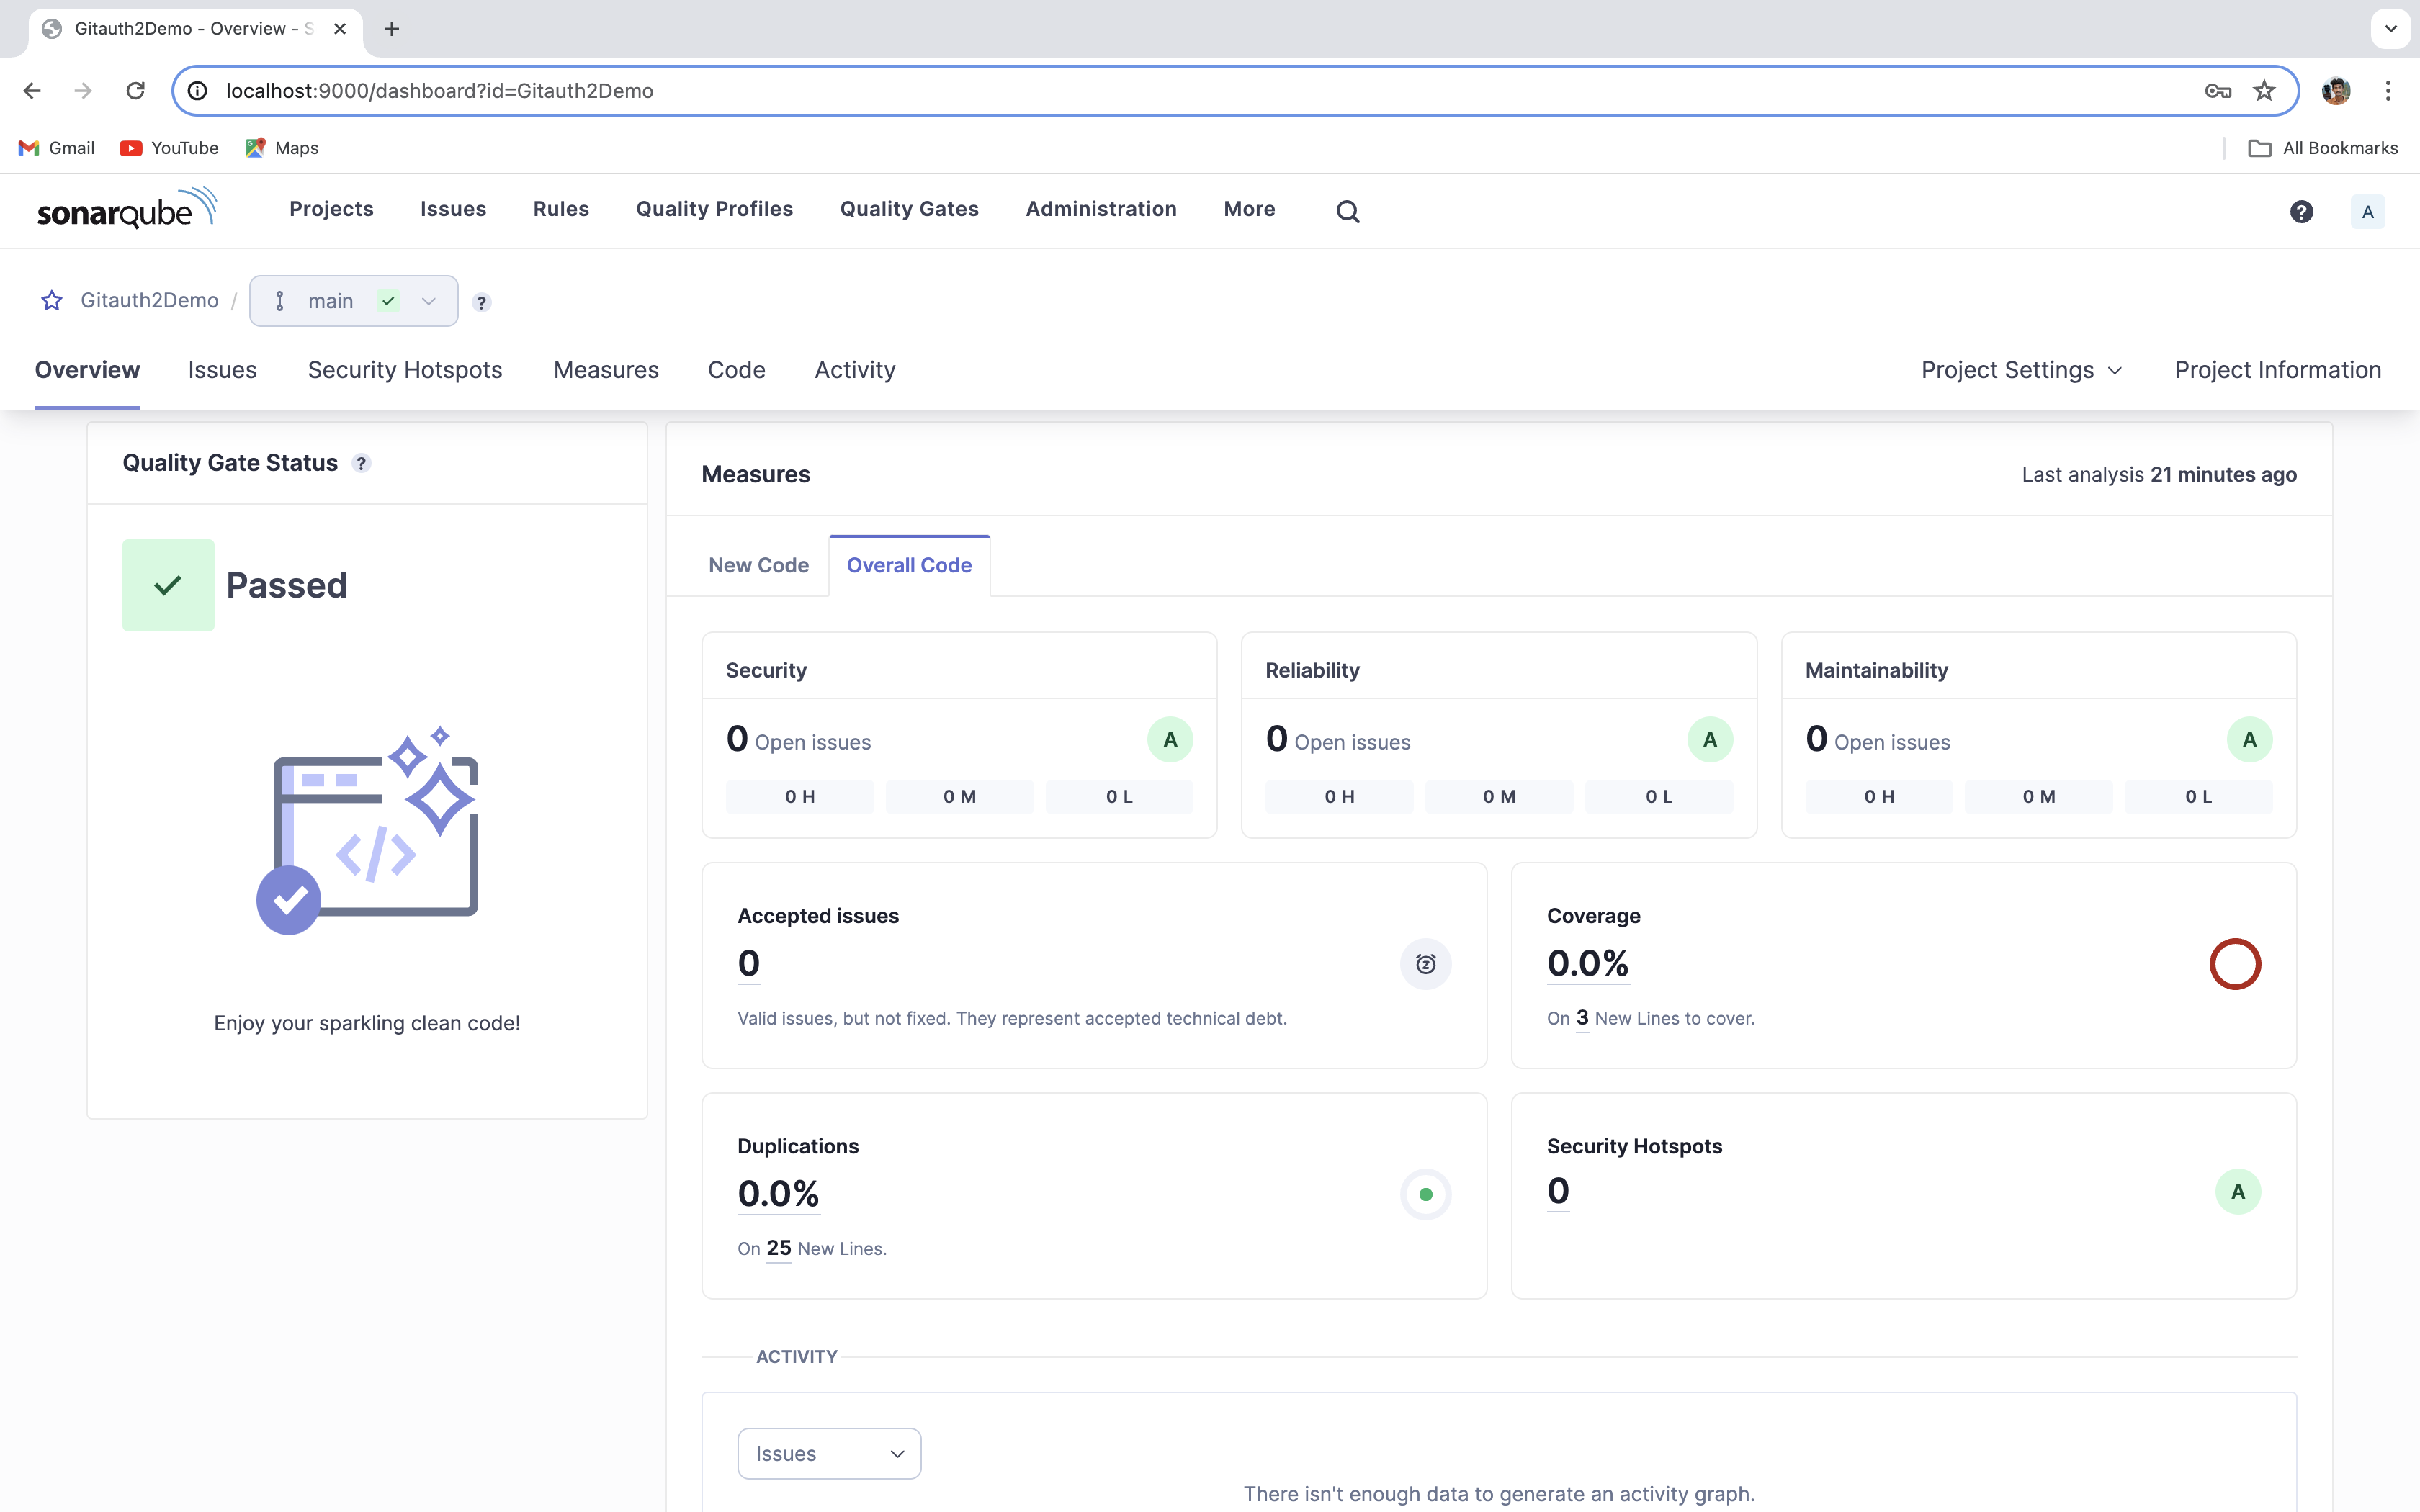 Gitauth2Demo - Overview - S
localhost:9000/dashboard?id=Gitauth2Demo
Gmail YouTube Maps All Bookmarks
sonarqube Projects Issues Rules Quality Profiles Quality Gates Administration More ? A
Gitauth2Demo / main ?
Overview Issues Security Hotspots Measures Code Activity Project Settings Project Information
Quality Gate Status ?
Passed
</>
Enjoy your sparkling clean code!
Measures Last analysis 21 minutes ago
New Code Overall Code
Security
0 Open issues A
0 H 0 M 0 L
Reliability
0 Open issues A
0 H 0 M 0 L
Maintainability
0 Open issues A
0 H 0 M 0 L
Accepted issues
0
Valid issues, but not fixed. They represent accepted technical debt.
Coverage
0.0%
On 3 New Lines to cover.
Duplications
0.0%
On 25 New Lines.
Security Hotspots
0 A
ACTIVITY
Issues
There isn't enough data to generate an activity graph.